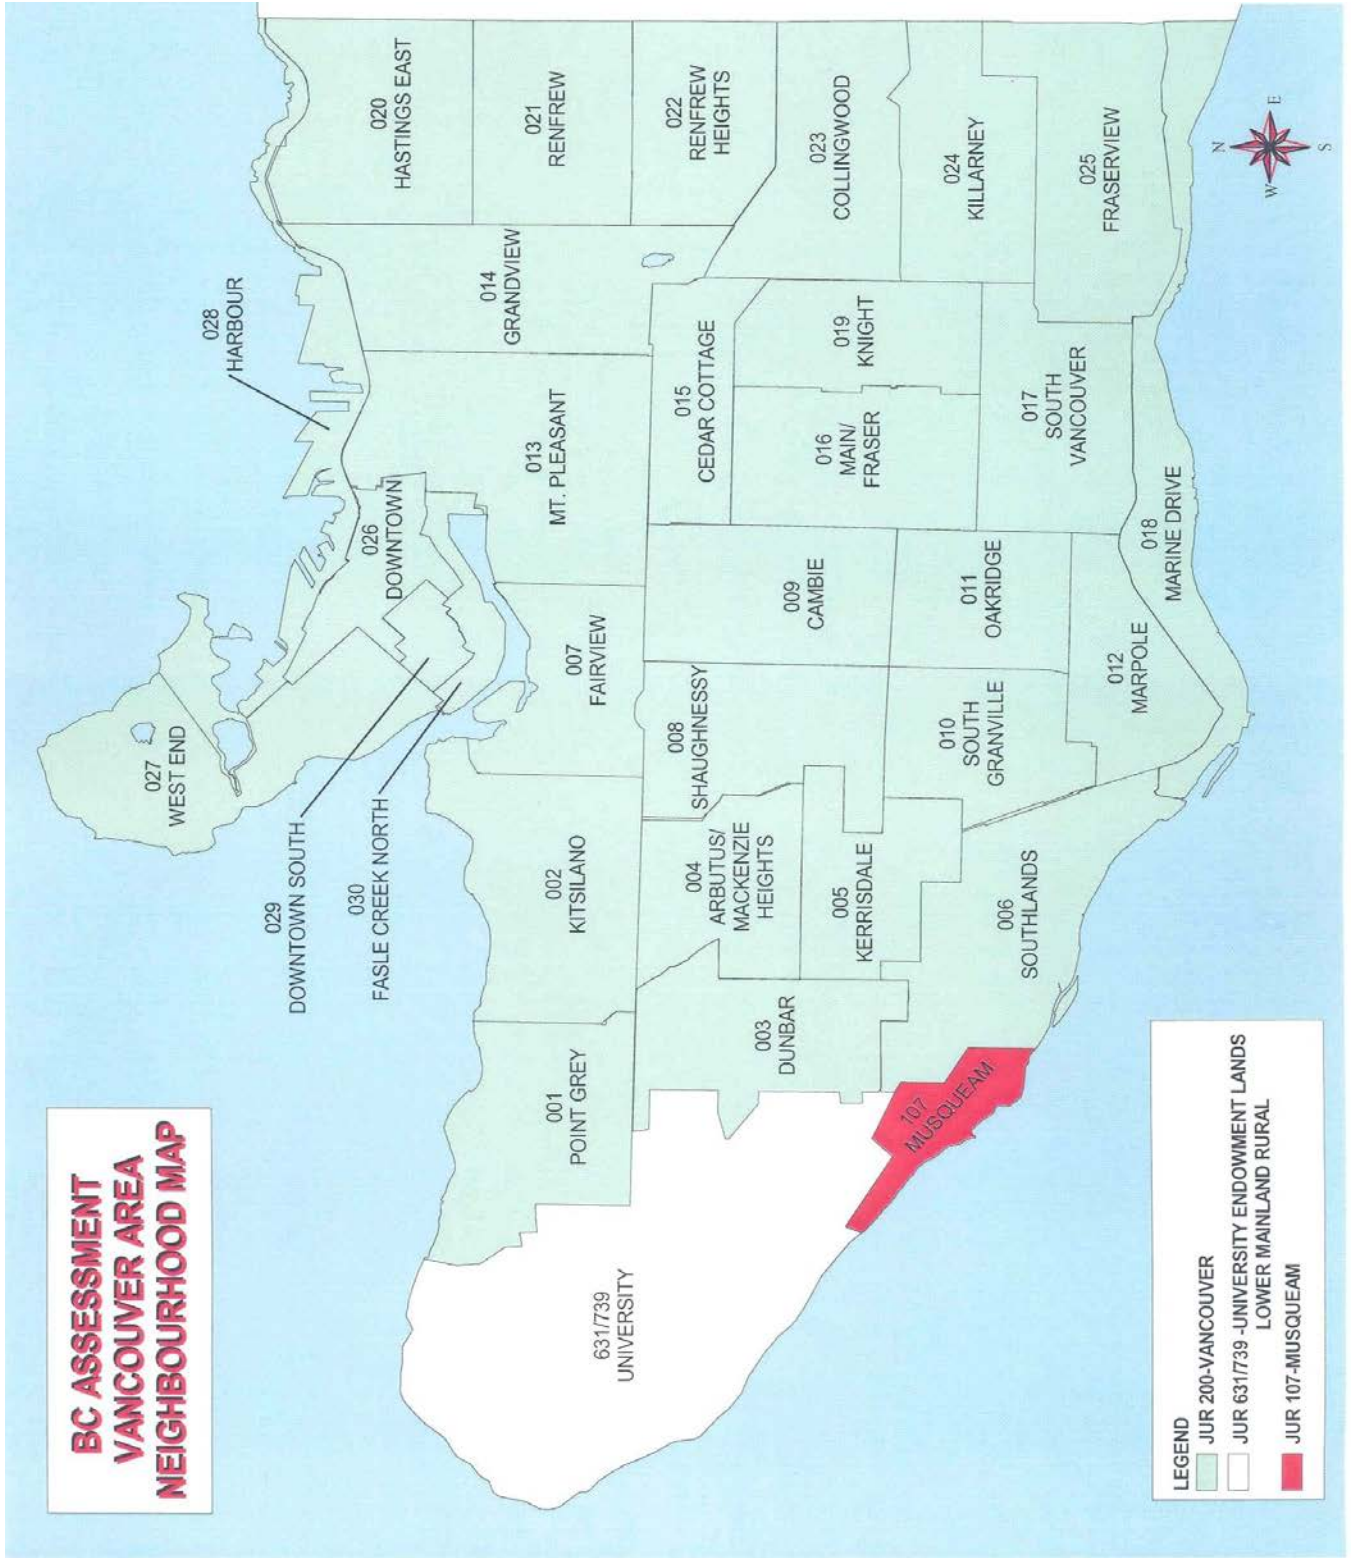 BC ASSESSMENT
VANCOUVER AREA
NEIGHBOURHOOD MAP
027
WEST END
028
HARBOUR
029
DOWNTOWN SOUTH
026
DOWNTOWN
030
FASLE CREEK NORTH
020
HASTINGS EAST
014
GRANDVIEW
021
RENFREW
001
POINT GREY
002
KITSILANO
007
FAIRVIEW
013
MT. PLEASANT
631/739
UNIVERSITY
022
RENFREW
HEIGHTS
004
ARBUTUS/
MACKENZIE
HEIGHTS
008
SHAUGHNESSY
015
CEDAR COTTAGE
003
DUNBAR
009
CAMBIE
016
MAIN/
FRASER
019
KNIGHT
023
COLLINGWOOD
005
KERRISDALE
107
MUSQUEAM
010
SOUTH
GRANVILLE
011
OAKRIDGE
024
KILLARNEY
006
SOUTHLANDS
017
SOUTH
VANCOUVER
012
MARPOLE
025
FRASERVIEW
018
MARINE DRIVE
N
W E
S
LEGEND
JUR 200-VANCOUVER
JUR 631/739 -UNIVERSITY ENDOWMENT LANDS
LOWER MAINLAND RURAL
JUR 107-MUSQUEAM